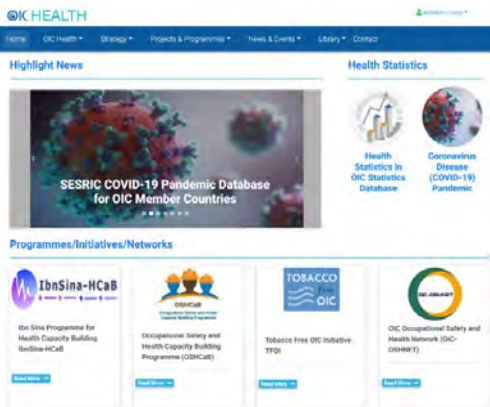 OIC HEALTH
Home OIC Health Strategy Projects & Programmes News & Events Library Contact
Highlight News
Health Statistics
SESRIC COVID-19 Pandemic Database
for OIC Member Countries
Health
Statistics in
OIC Statistics
Database
Coronavirus
Disease
(COVID-19)
Pandemic
Programmes/Initiatives/Networks
IbnSina-HCaB
Ibn Sina Programme for
Health Capacity Building
IbnSina-HCaB
Read More →
OSHCaB
Occupational Safety and
Health Capacity Building
Programme (OSHCaB)
Read More →
TOBACCO
Free
OIC
Tobacco Free OIC Initiative
TFOI
Read More →
OIC-OSHNET
OIC Occupational Safety and
Health Network (OIC-
OSHNET)
Read More →